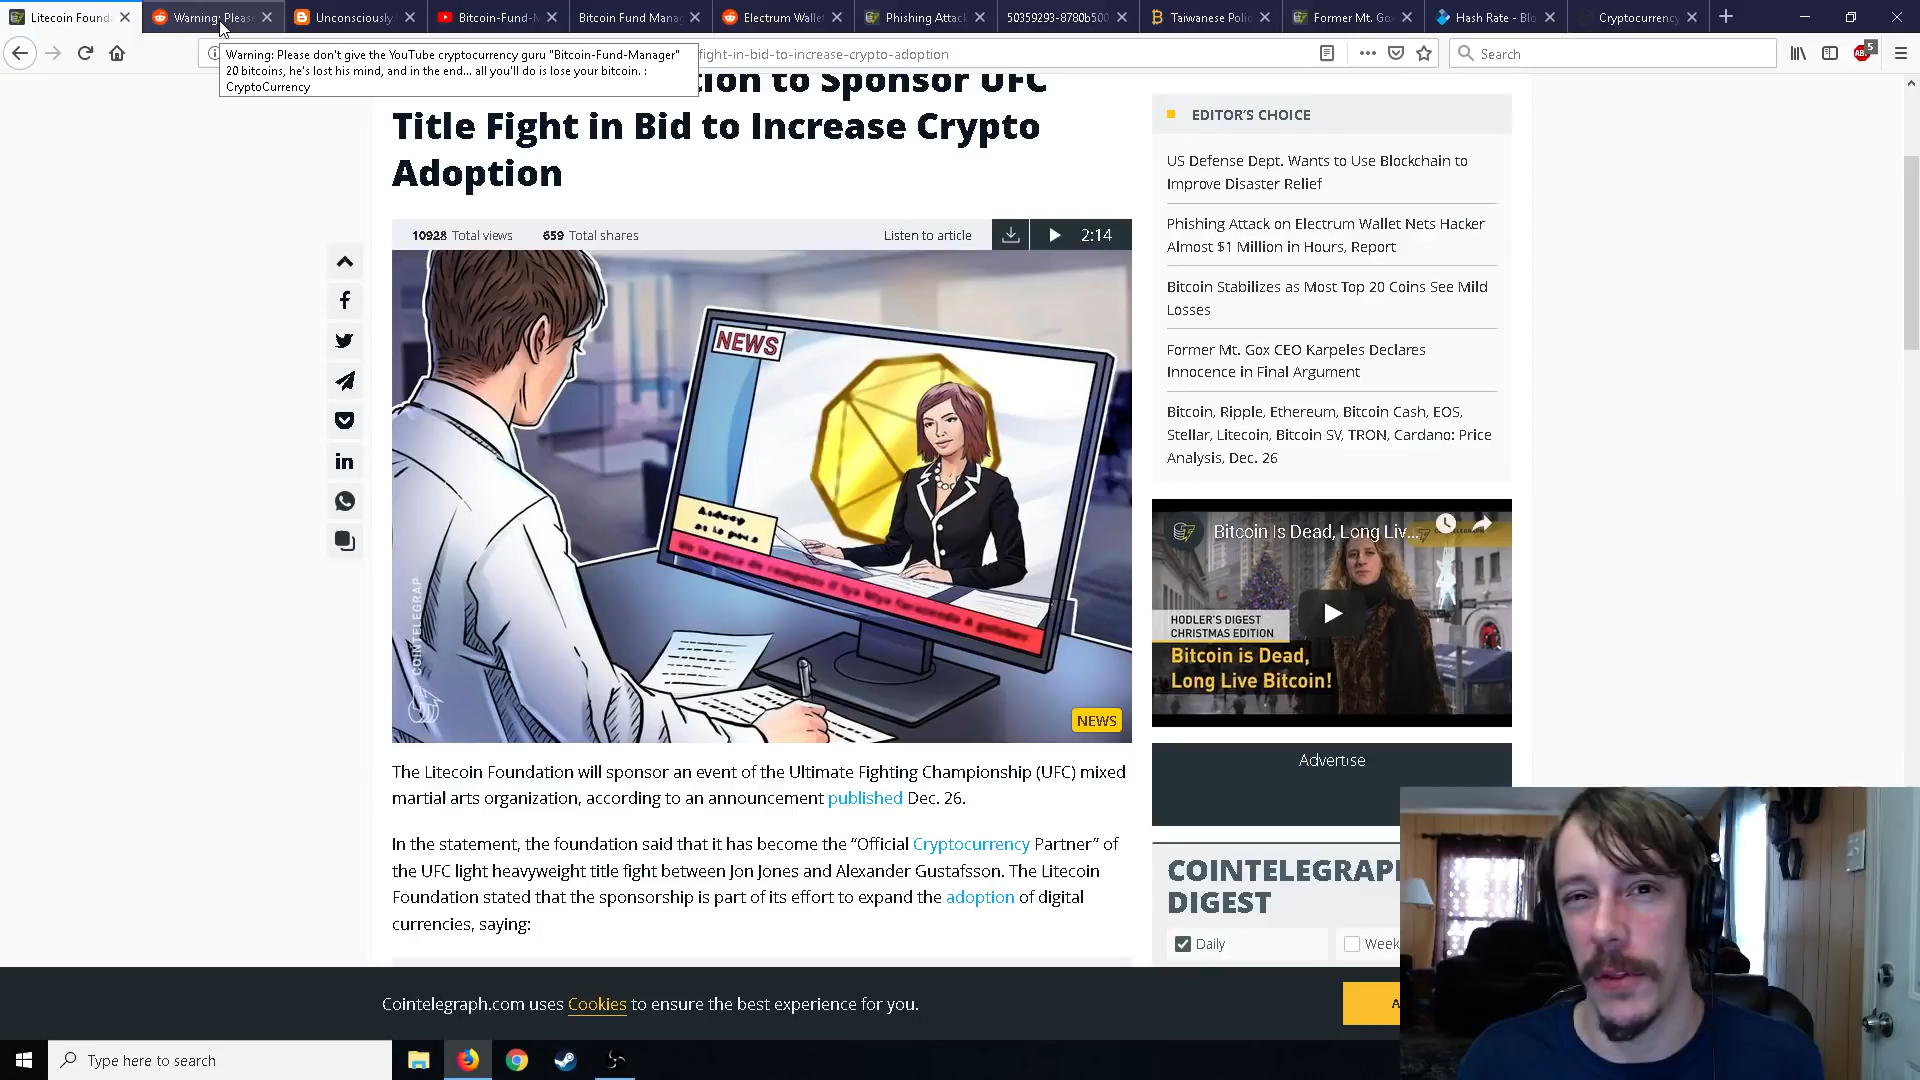 Litecoin Founda
Warning: Pleas
Unconsciously
Bitcoin-Fund-M
Bitcoin Fund Mana
Electrum Walle
Phishing Attac
50359293-8780b500
Taiwanese Poli
Former Mt. Go
Hash Rate - Blo
Cryptocurrency
fight-in-bid-to-increase-crypto-adoption
Search
5
Warning: Please don't give the YouTube cryptocurrency guru "Bitcoin-Fund-Manager"
20 bitcoins, he's lost his mind, and in the end... all you'll do is lose your bitcoin. :
CryptoCurrency
ion to Sponsor UFC
Title Fight in Bid to Increase Crypto
Adoption
10928 Total views 659 Total shares
Listen to article
2:14
NEWS
COINTELEGRAP
NEWS
The Litecoin Foundation will sponsor an event of the Ultimate Fighting Championship (UFC) mixed
martial arts organization, according to an announcement published Dec. 26.
In the statement, the foundation said that it has become the “Official Cryptocurrency Partner” of
the UFC light heavyweight title fight between Jon Jones and Alexander Gustafsson. The Litecoin
Foundation stated that the sponsorship is part of its effort to expand the adoption of digital
currencies, saying:
EDITOR’S CHOICE
US Defense Dept. Wants to Use Blockchain to
Improve Disaster Relief
Phishing Attack on Electrum Wallet Nets Hacker
Almost $1 Million in Hours, Report
Bitcoin Stabilizes as Most Top 20 Coins See Mild
Losses
Former Mt. Gox CEO Karpeles Declares
Innocence in Final Argument
Bitcoin, Ripple, Ethereum, Bitcoin Cash, EOS,
Stellar, Litecoin, Bitcoin SV, TRON, Cardano: Price
Analysis, Dec. 26
Bitcoin Is Dead, Long Liv...
HODLER'S DIGEST
CHRISTMAS EDITION
Bitcoin is Dead,
Long Live Bitcoin!
Advertise
COINTELEGRAP
DIGEST
Daily
Week
Cointelegraph.com uses Cookies to ensure the best experience for you.
A
Type here to search